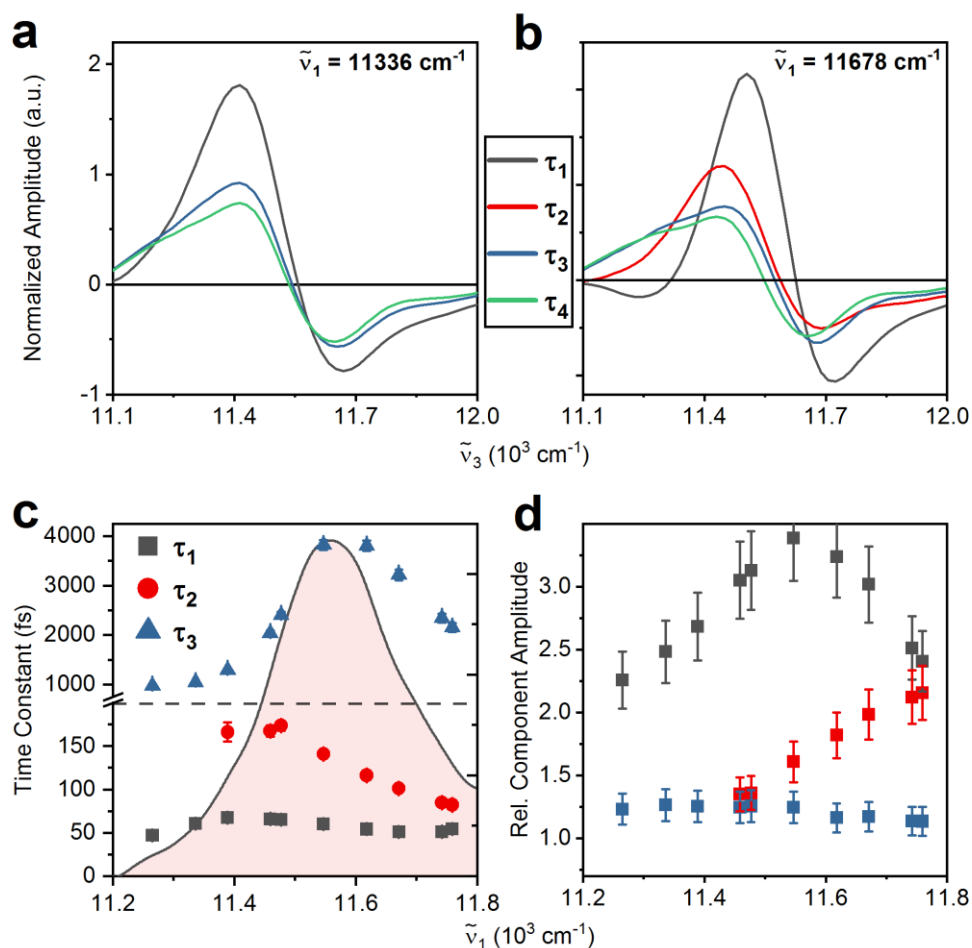 a
ṽ₁ = 11336 cm⁻¹
Normalized Amplitude (a.u.)
2
1
0
-1
11.1
11.4
11.7
12.0
b
ṽ₁ = 11678 cm⁻¹
τ₁
τ₂
τ₃
τ₄
11.1
11.4
11.7
12.0
ṽ₃ (10³ cm⁻¹)
c
Time Constant (fs)
4000
3000
2000
1000
150
100
50
0
τ₁
τ₂
τ₃
11.2
11.4
11.6
11.8
d
Rel. Component Amplitude
3.0
2.5
2.0
1.5
1.0
11.2
11.4
11.6
11.8
ṽ₁ (10³ cm⁻¹)